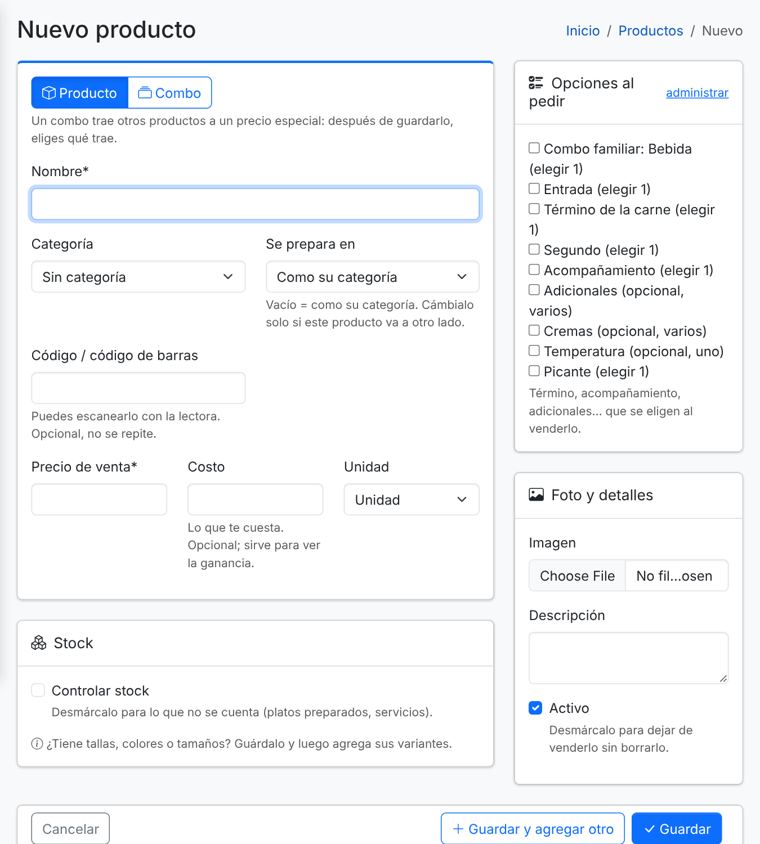 Nuevo producto
Inicio / Productos / Nuevo
Producto
Combo
Un combo trae otros productos a un precio especial: después de guardarlo,
eliges qué trae.
Nombre*
Categoría
Se prepara en
Sin categoría
Como su categoría
Vacío = como su categoría. Cámbialo
solo si este producto va a otro lado.
Código / código de barras
Puedes escanearlo con la lectora.
Opcional, no se repite.
Precio de venta*
Costo
Unidad
Unidad
Lo que te cuesta.
Opcional; sirve para ver
la ganancia.
Stock
Controlar stock
Desmárcalo para lo que no se cuenta (platos preparados, servicios).
¿Tiene tallas, colores o tamaños? Guárdalo y luego agrega sus variantes.
Opciones al
pedir
administrar
Combo familiar: Bebida
(elegir 1)
Entrada (elegir 1)
Término de la carne (elegir
1)
Segundo (elegir 1)
Acompañamiento (elegir 1)
Adicionales (opcional,
varios)
Cremas (opcional, varios)
Temperatura (opcional, uno)
Picante (elegir 1)
Término, acompañamiento,
adicionales... que se eligen al
venderlo.
Foto y detalles
Imagen
Choose File
No fil...osen
Descripción
Activo
Desmárcalo para dejar de
venderlo sin borrarlo.
Cancelar
Guardar y agregar otro
Guardar